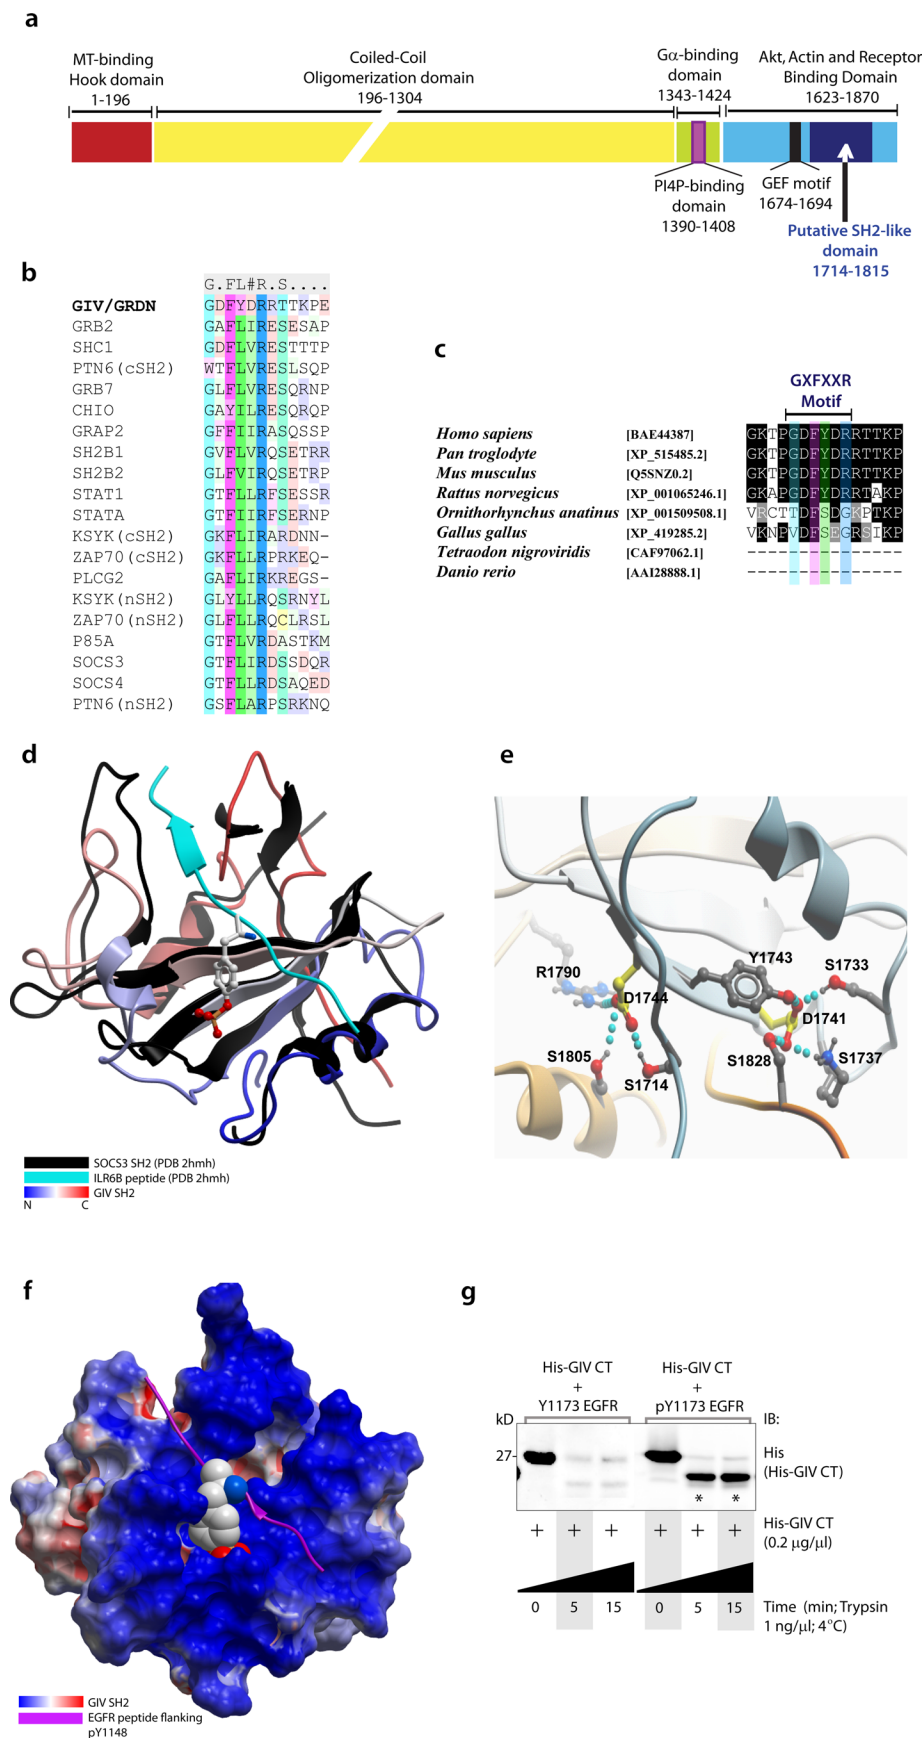 a
MT-binding
Hook domain
1-196
Coiled-Coil
Oligomerization domain
196-1304
Gα-binding
domain
1343-1424
Akt, Actin and Receptor
Binding Domain
1623-1870
PI4P-binding
domain
1390-1408
GEF motif
1674-1694
Putative SH2-like
domain
1714-1815
b
G.FL#R.S....
GIV/GRDN GDFYDRRTTKPE
GRB2 GAFLIRESESAP
SHC1 GDFLVRESTTTP
PTN6(cSH2) WTFLVRESLSQP
GRB7 GLFLVRESQRNP
CHIO GAYILRESQRQP
GRAP2 GFFIIRASQSSP
SH2B1 GVFLVRQSETRR
SH2B2 GLFVIRQSETRP
STAT1 GTFLLRFSESSR
STATA GTFIIRFSERNP
KSYK(cSH2) GKFLIRARDNN-
ZAP70(cSH2) GKFLLRPRKEQ-
PLCG2 GAFLIRKREGS-
KSYK(nSH2) GLYLLRQSRNYL
ZAP70(nSH2) GLFLLRQCLRSL
P85A GTFLVRDASTKM
SOCS3 GTFLIRDSSDQR
SOCS4 GTFLLRDSAQED
PTN6(nSH2) GSFLARPSRKNQ
c
GXFXXR
Motif
Homo sapiens [BAE44387] GKTPGDFYDRRTTKP
Pan troglodyte [XP_515485.2] GKTPGDFYDRRTTKP
Mus musculus [Q5SNZ0.2] GKTPGDFYDRRTTKP
Rattus norvegicus [XP_001065246.1] GKAPGDFYDRRTAKP
Ornithorhynchus anatinus [XP_001509508.1] VRCTTDFSDGKPTKP
Gallus gallus [XP_419285.2] VKNPVDFSEGRSIKP
Tetraodon nigroviridis [CAF97062.1] ---------------
Danio rerio [AAI28888.1] ---------------
d
SOCS3 SH2 (PDB 2hmh)
ILR6B peptide (PDB 2hmh)
GIV SH2
N C
e
R1790
Y1743
S1733
D1744
D1741
S1805
S1714
S1828
S1737
f
GIV SH2
EGFR peptide flanking
pY1148
g
His-GIV CT
+
Y1173 EGFR
His-GIV CT
+
pY1173 EGFR
kD
IB:
27
His
(His-GIV CT)
* *
+ + + + + +
His-GIV CT
(0.2 µg/µl)
0 5 15 0 5 15
Time (min; Trypsin
1 ng/µl; 4°C)